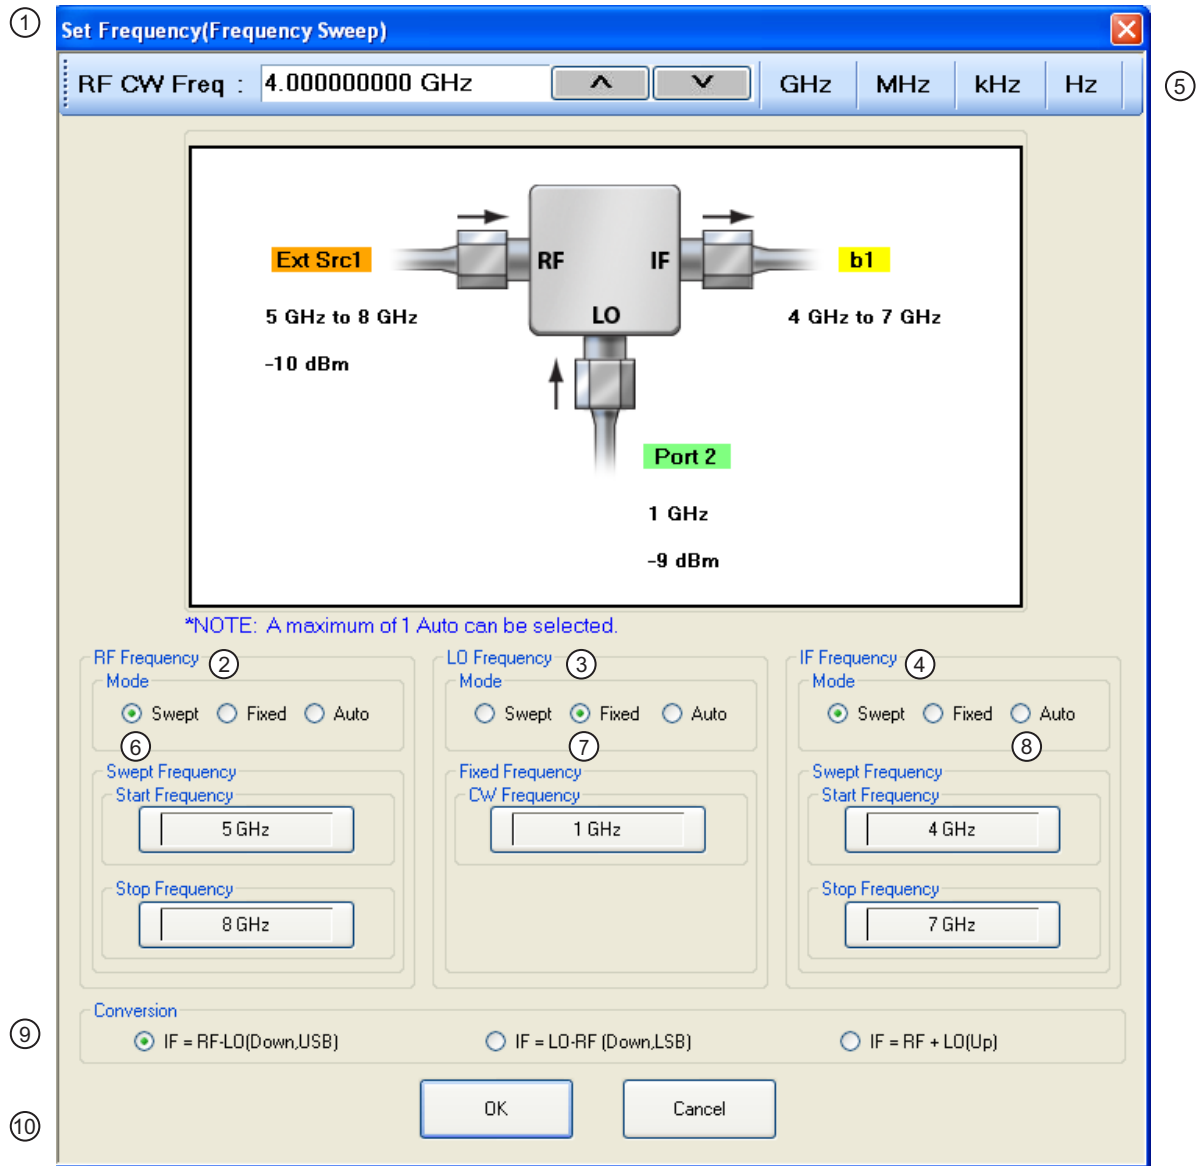 ① Set Frequency(Frequency Sweep)
RF CW Freq : 4.000000000 GHz ^ v GHz MHz kHz Hz ⑤
RF IF
Ext Src1 b1
LO
5 GHz to 8 GHz 4 GHz to 7 GHz
-10 dBm
Port 2
1 GHz
-9 dBm
*NOTE: A maximum of 1 Auto can be selected.
RF Frequency ② LO Frequency ③ IF Frequency ④
Mode Mode Mode
Swept Fixed Auto Swept Fixed Auto Swept Fixed Auto
⑥ ⑦ ⑧
Swept Frequency Fixed Frequency Swept Frequency
Start Frequency CW Frequency Start Frequency
5 GHz 1 GHz 4 GHz
Stop Frequency Stop Frequency
8 GHz 7 GHz
Conversion
⑨ IF = RF-LO(Down,USB) IF = LO-RF (Down,LSB) IF = RF + LO(Up)
⑩ OK Cancel